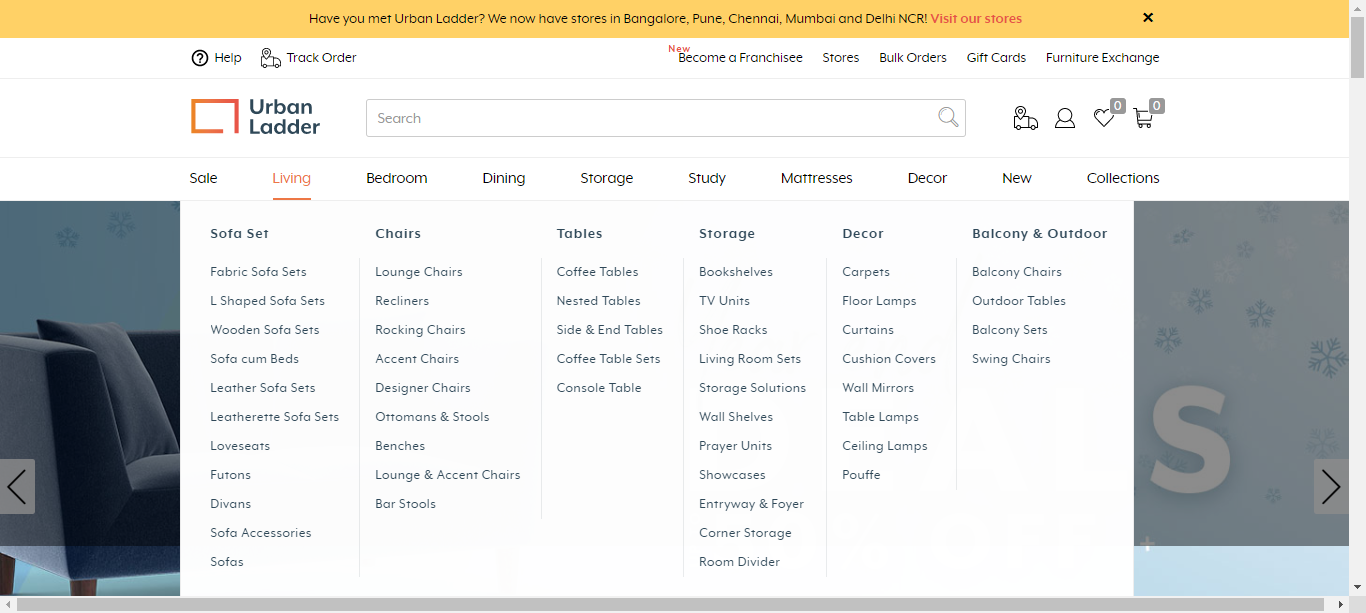 Have you met Urban Ladder? We now have stores in Bangalore, Pune, Chennai, Mumbai and Delhi NCR! Visit our stores
Help
Track Order
New
Become a Franchisee
Stores
Bulk Orders
Gift Cards
Furniture Exchange
Urban
Ladder
Search
0
0
Sale
Living
Bedroom
Dining
Storage
Study
Mattresses
Decor
New
Collections
Sofa Set
Fabric Sofa Sets
L Shaped Sofa Sets
Wooden Sofa Sets
Sofa cum Beds
Leather Sofa Sets
Leatherette Sofa Sets
Loveseats
Futons
Divans
Sofa Accessories
Sofas
Chairs
Lounge Chairs
Recliners
Rocking Chairs
Accent Chairs
Designer Chairs
Ottomans & Stools
Benches
Lounge & Accent Chairs
Bar Stools
Tables
Coffee Tables
Nested Tables
Side & End Tables
Coffee Table Sets
Console Table
Storage
Bookshelves
TV Units
Shoe Racks
Living Room Sets
Storage Solutions
Wall Shelves
Prayer Units
Showcases
Entryway & Foyer
Corner Storage
Room Divider
Decor
Carpets
Floor Lamps
Curtains
Cushion Covers
Wall Mirrors
Table Lamps
Ceiling Lamps
Pouffe
Balcony & Outdoor
Balcony Chairs
Outdoor Tables
Balcony Sets
Swing Chairs